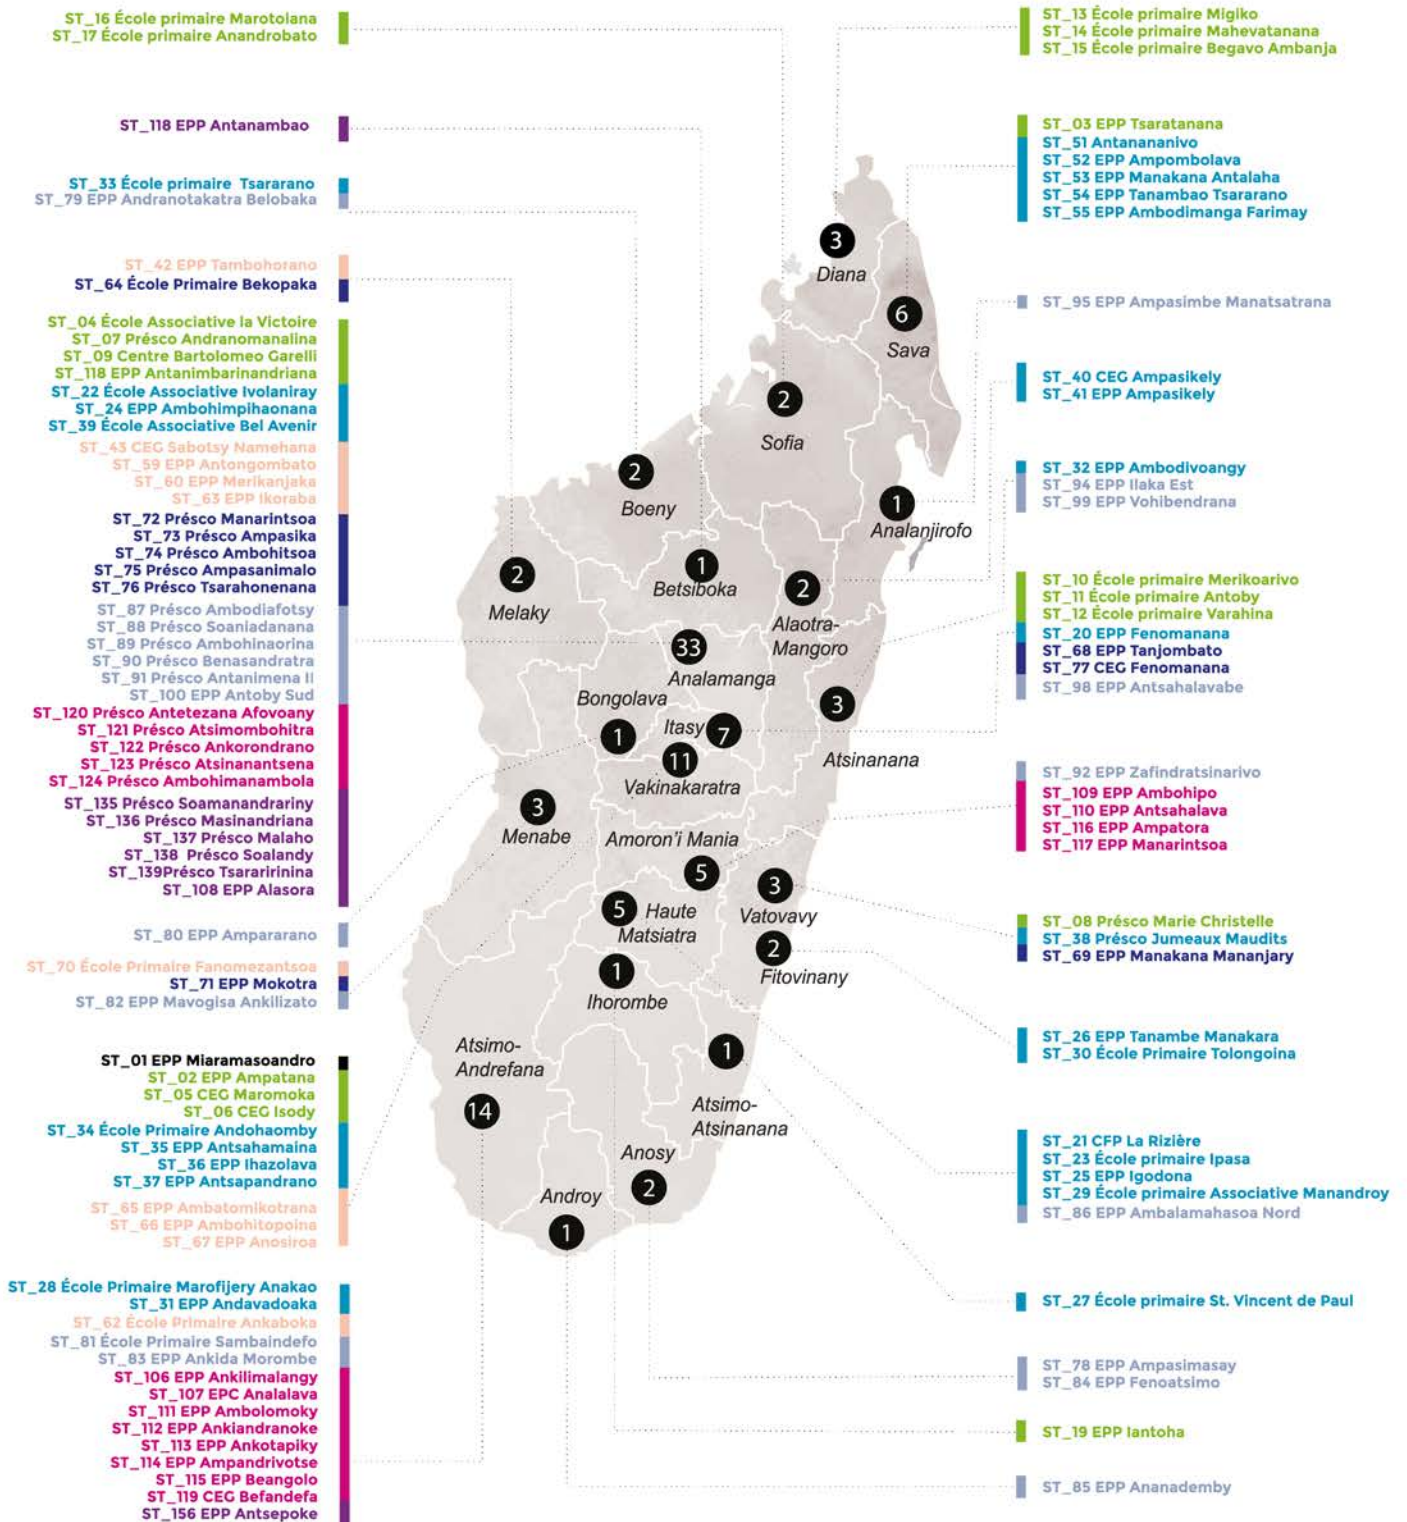 ST_16 École primaire Marotolana
ST_17 École primaire Anandrobato
ST_118 EPP Antanambao
ST_33 École primaire Tsararano
ST_79 EPP Andranotakatra Belobaka
ST_42 EPP Tambohorano
ST_64 École Primaire Bekopaka
ST_04 École Associative la Victoire
ST_07 Présco Andranomanalina
ST_09 Centre Bartolomeo Garelli
ST_118 EPP Antanimbarinandriana
ST_22 École Associative Ivolaniray
ST_24 EPP Ambohimpihaonana
ST_39 École Associative Bel Avenir
ST_43 CEG Sabotsy Namehana
ST_59 EPP Antongombato
ST_60 EPP Merikanjaka
ST_63 EPP Ikoraba
ST_72 Présco Manarintsoa
ST_73 Présco Ampasika
ST_74 Présco Ambohitsoa
ST_75 Présco Ampasanimalo
ST_76 Présco Tsarahonenana
ST_87 Présco Ambodiafotsy
ST_88 Présco Soaniadanana
ST_89 Présco Ambohinaorina
ST_90 Présco Benasandratra
ST_91 Présco Antanimena II
ST_100 EPP Antoby Sud
ST_120 Présco Antetezana Afovoany
ST_121 Présco Atsimombohitra
ST_122 Présco Ankorondrano
ST_123 Présco Atsinanantsena
ST_124 Présco Ambohimanambola
ST_135 Présco Soamanandrariny
ST_136 Présco Masinandriana
ST_137 Présco Malaho
ST_138 Présco Soalandy
ST_139Présco Tsararirinina
ST_108 EPP Alasora
ST_80 EPP Ampararano
ST_70 École Primaire Fanomezantsoa
ST_71 EPP Mokotra
ST_82 EPP Mavogisa Ankilizato
ST_01 EPP Miaramasoandro
ST_02 EPP Ampatana
ST_05 CEG Maromoka
ST_06 CEG Isody
ST_34 École Primaire Andohaomby
ST_35 EPP Antsahamaina
ST_36 EPP Ihazolava
ST_37 EPP Antsapandrano
ST_65 EPP Ambatomikotrana
ST_66 EPP Ambohitopoina
ST_67 EPP Anosiroa
ST_28 École Primaire Marofijery Anakao
ST_31 EPP Andavadoaka
ST_62 École Primaire Ankaboka
ST_81 École Primaire Sambaindefo
ST_83 EPP Ankida Morombe
ST_106 EPP Ankilimalangy
ST_107 EPC Analalava
ST_111 EPP Ambolomoky
ST_112 EPP Ankiandranoke
ST_113 EPP Ankotapiky
ST_114 EPP Ampandrivotse
ST_115 EPP Beangolo
ST_119 CEG Befandefa
ST_156 EPP Antsepoke
3
Diana
6
Sava
2
Sofia
2
Boeny
1
Analanjirofo
2
Melaky
1
Betsiboka
2
Alaotra-
Mangoro
33
Analamanga
Bongolava
1
Itasy
7
3
Atsinanana
11
Vakinakaratra
3
Menabe
Amoron'i Mania
5
5
Haute
Matsiatra
3
Vatovavy
2
Fitovinany
1
Ihorombe
Atsimo-
Andrefana
14
1
Atsimo-
Atsinanana
Anosy
2
Androy
1
ST_13 École primaire Migiko
ST_14 École primaire Mahevatanana
ST_15 École primaire Begavo Ambanja
ST_03 EPP Tsaratanana
ST_51 Antanananivo
ST_52 EPP Ampombolava
ST_53 EPP Manakana Antalaha
ST_54 EPP Tanambao Tsararano
ST_55 EPP Ambodimanga Farimay
ST_95 EPP Ampasimbe Manatsatrana
ST_40 CEG Ampasikely
ST_41 EPP Ampasikely
ST_32 EPP Ambodivoangy
ST_94 EPP Ilaka Est
ST_99 EPP Vohibendrana
ST_10 École primaire Merikoarivo
ST_11 École primaire Antoby
ST_12 École primaire Varahina
ST_20 EPP Fenomanana
ST_68 EPP Tanjombato
ST_77 CEG Fenomanana
ST_98 EPP Antsahalavabe
ST_92 EPP Zafindratsinarivo
ST_109 EPP Ambohipo
ST_110 EPP Antsahalava
ST_116 EPP Ampatora
ST_117 EPP Manarintsoa
ST_08 Présco Marie Christelle
ST_38 Présco Jumeaux Maudits
ST_69 EPP Manakana Mananjary
ST_26 EPP Tanambe Manakara
ST_30 École Primaire Tolongoina
ST_21 CFP La Rizière
ST_23 École primaire Ipasa
ST_25 EPP Igodona
ST_29 École primaire Associative Manandroy
ST_86 EPP Ambalamahasoa Nord
ST_27 École primaire St. Vincent de Paul
ST_78 EPP Ampasimasay
ST_84 EPP Fenoatsimo
ST_19 EPP Iantoha
ST_85 EPP Ananademby